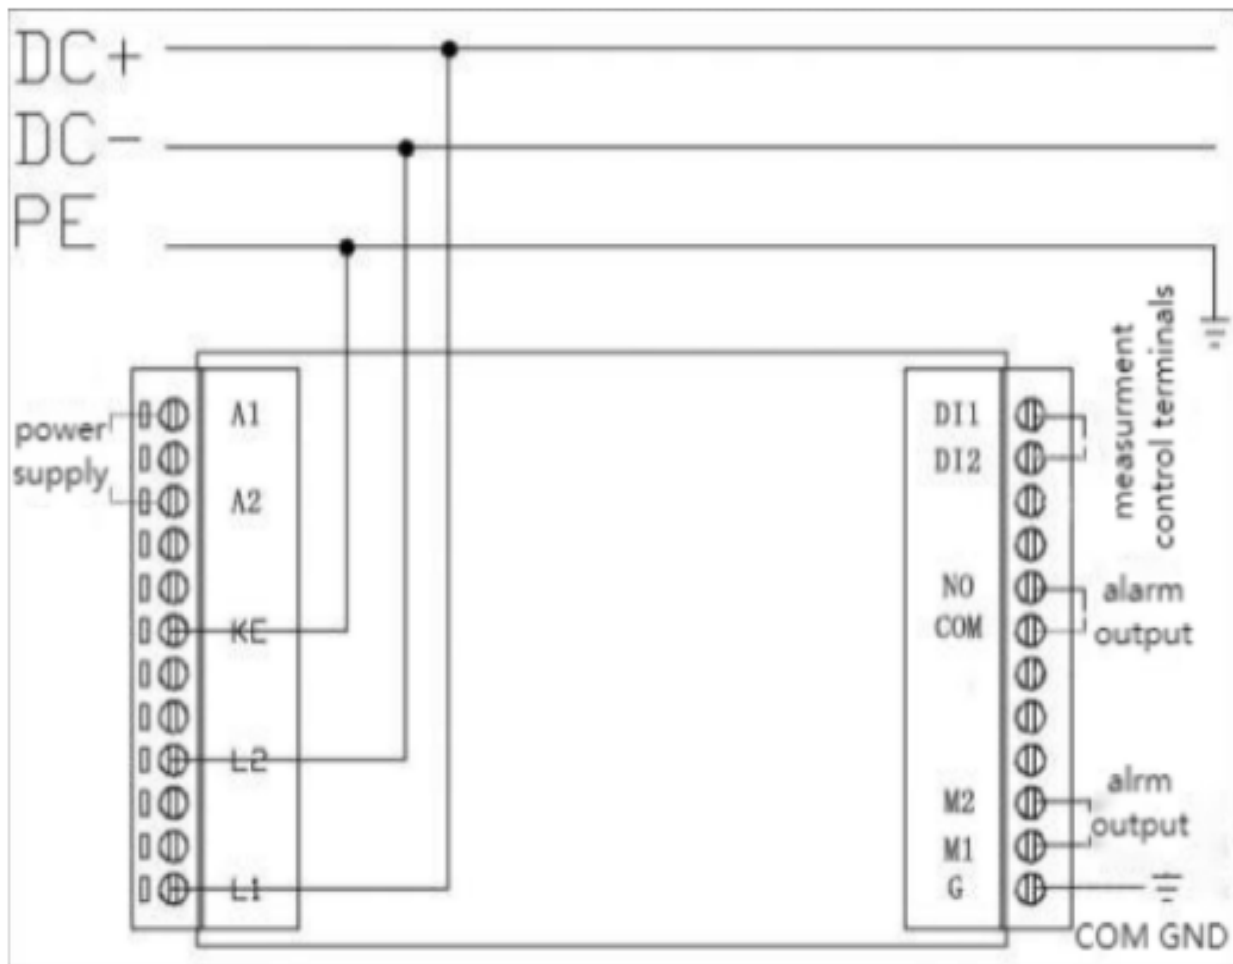 DC+
DC-
PE
power
supply
A1
A2
KE
L2
L1
DI1
DI2
NO
COM
M2
M1
G
measurment
control terminals
alarm
output
alrm
output
COM GND